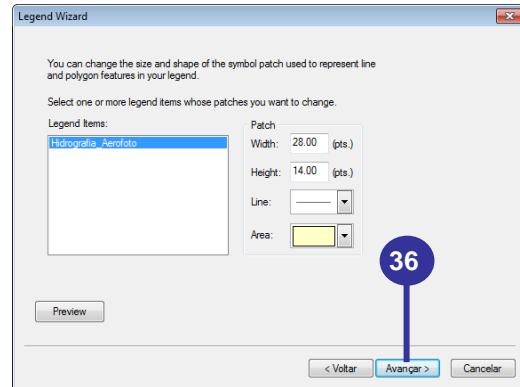 Legend Wizard
You can change the size and shape of the symbol patch used to represent line
and polygon features in your legend.
Select one or more legend items whose patches you want to change.
Legend Items:
Hidrografia_Aerofoto
Patch
Width: 28.00 (pts.)
Height: 14.00 (pts.)
Line:
Area:
36
Preview
< Voltar
Avançar >
Cancelar